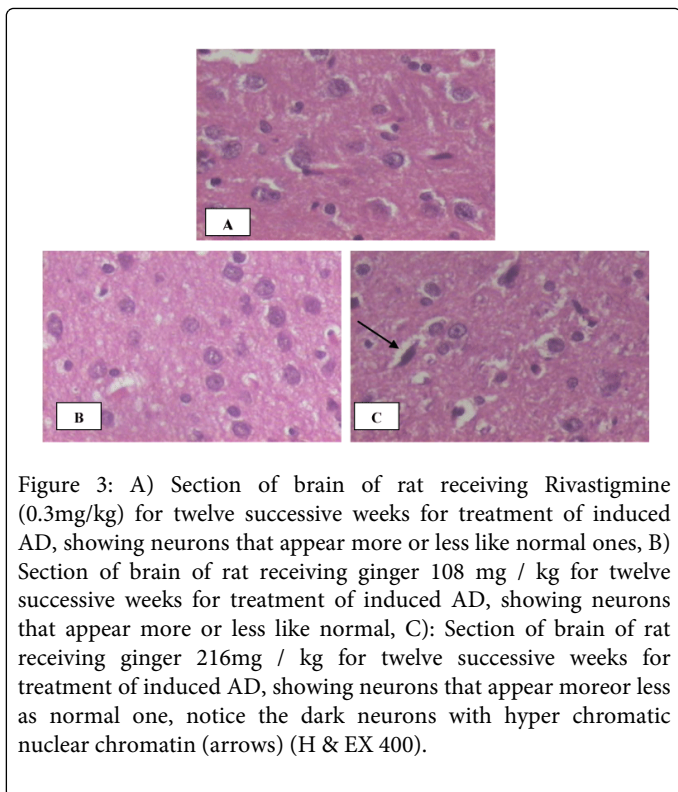 A
B
C
Figure 3: A) Section of brain of rat receiving Rivastigmine
(0.3mg/kg) for twelve successive weeks for treatment of induced
AD, showing neurons that appear more or less like normal ones, B)
Section of brain of rat receiving ginger 108 mg / kg for twelve
successive weeks for treatment of induced AD, showing neurons
that appear more or less like normal, C): Section of brain of rat
receiving ginger 216mg / kg for twelve successive weeks for
treatment of induced AD, showing neurons that appear moreor less
as normal one, notice the dark neurons with hyper chromatic
nuclear chromatin (arrows) (H & EX 400).